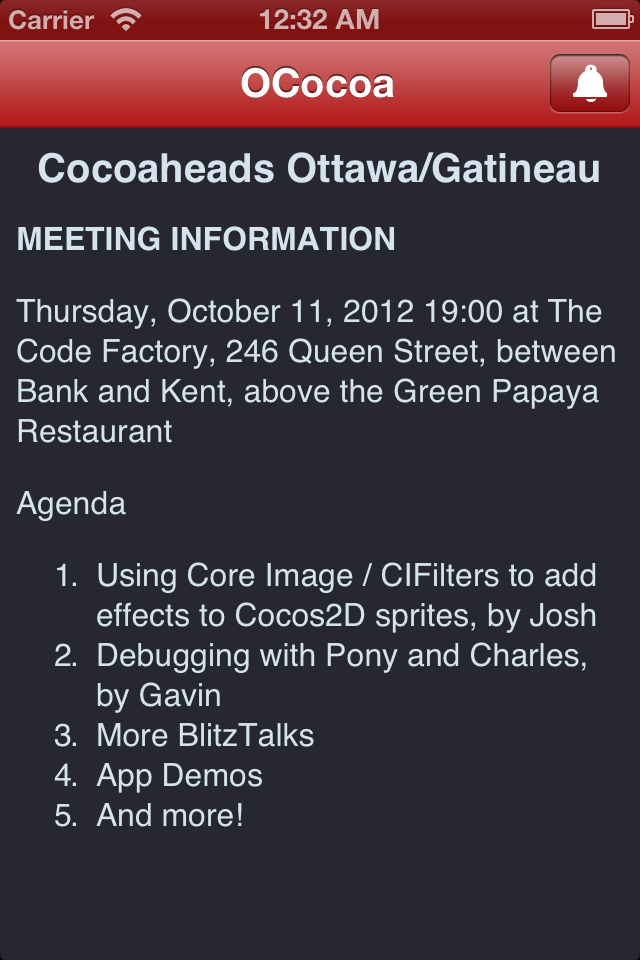 Carrier 12:32 AM
OCocoa
Cocoaheads Ottawa/Gatineau
MEETING INFORMATION
Thursday, October 11, 2012 19:00 at The
Code Factory, 246 Queen Street, between
Bank and Kent, above the Green Papaya
Restaurant
Agenda
1. Using Core Image / CIFilters to add
effects to Cocos2D sprites, by Josh
2. Debugging with Pony and Charles,
by Gavin
3. More BlitzTalks
4. App Demos
5. And more!